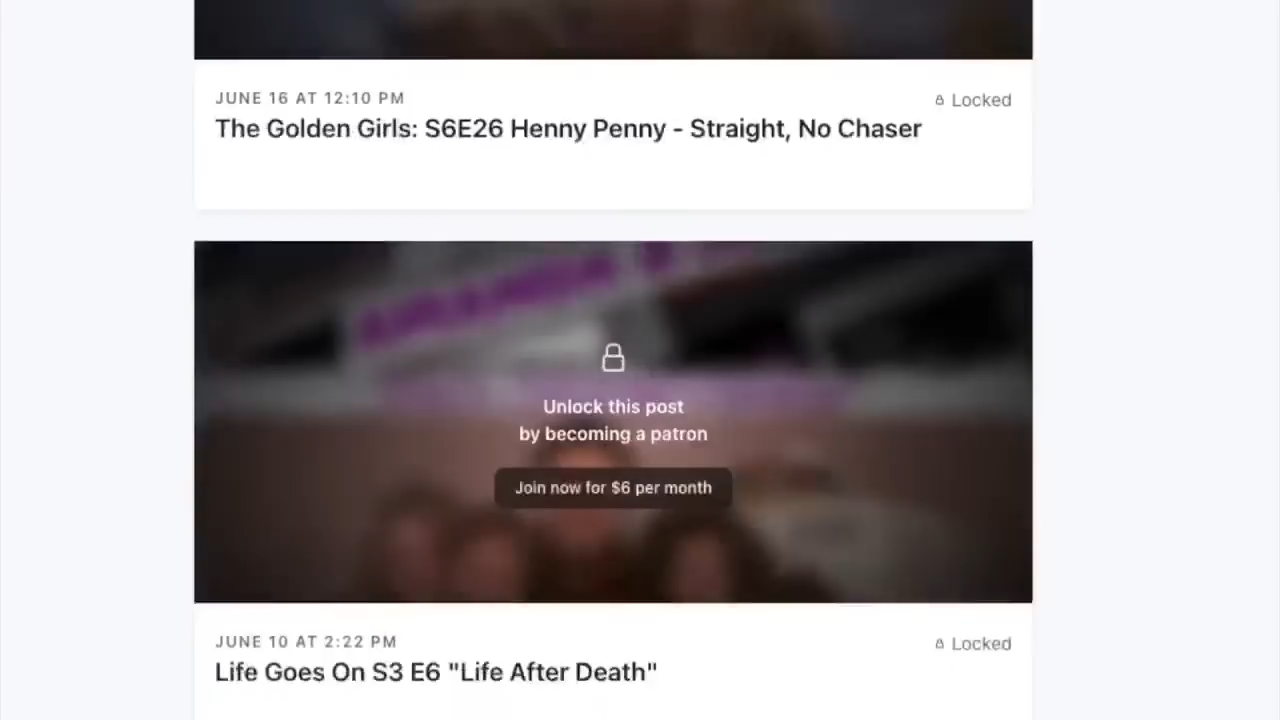 JUNE 16 AT 12:10 PM
Locked
The Golden Girls: S6E26 Henny Penny - Straight, No Chaser
Unlock this post
by becoming a patron
Join now for $6 per month
JUNE 10 AT 2:22 PM
Locked
Life Goes On S3 E6 "Life After Death"